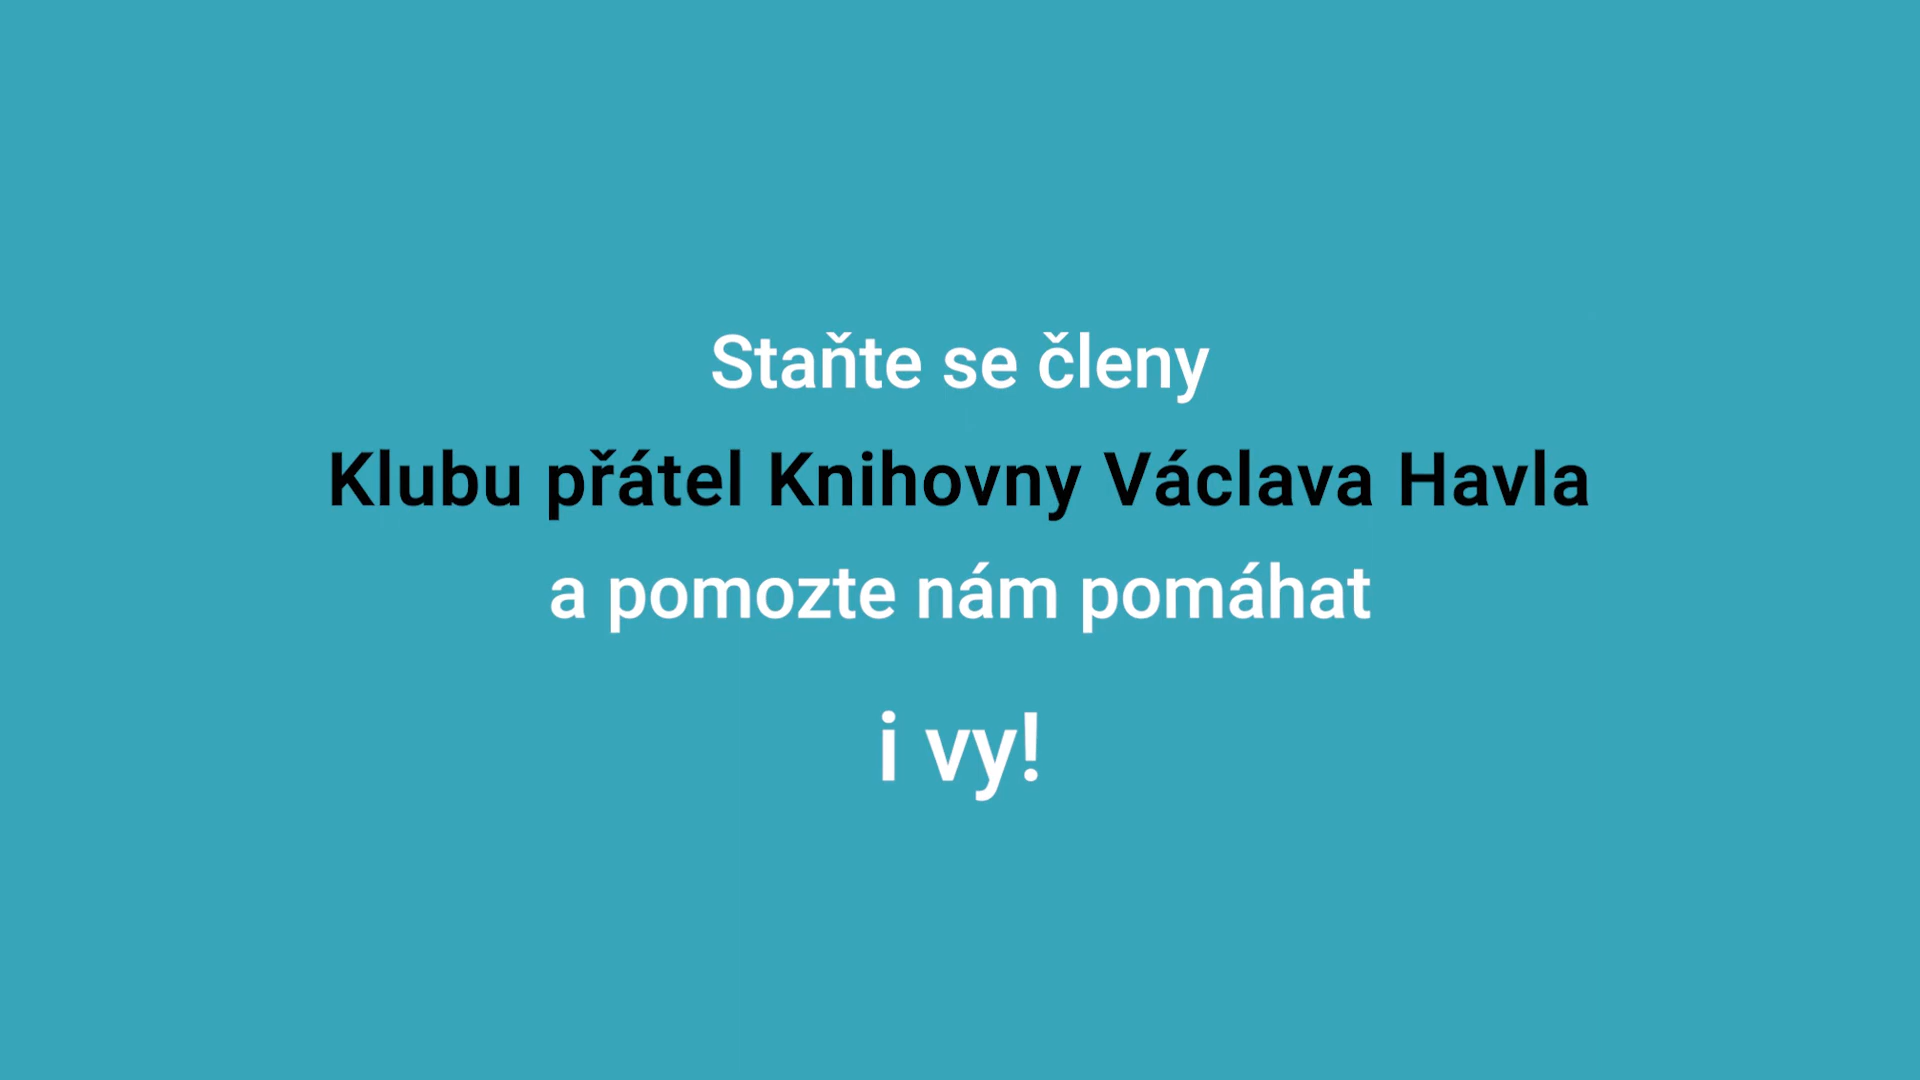 Staňte se členy
Klubu přátel Knihovny Václava Havla
a pomozte nám pomáhat
i vy!